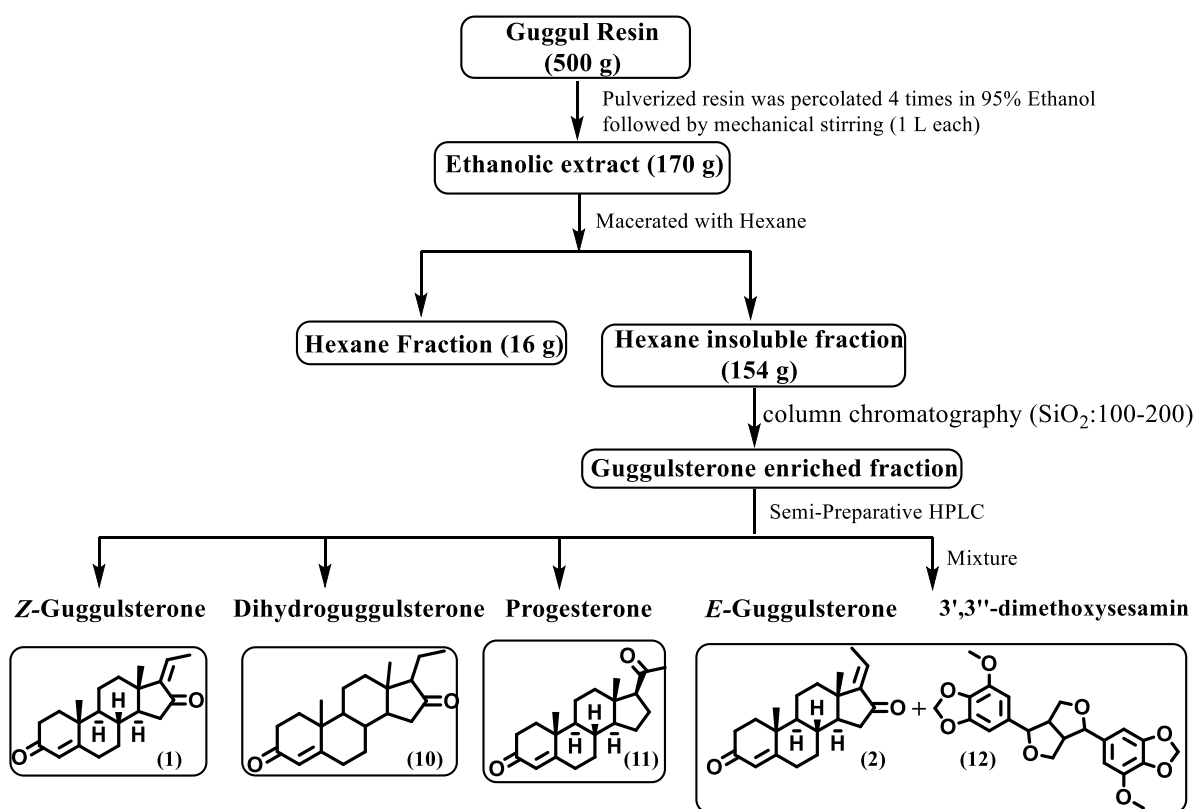 Guggul Resin
(500 g)
Pulverized resin was percolated 4 times in 95% Ethanol
followed by mechanical stirring (1 L each)
Ethanolic extract (170 g)
Macerated with Hexane
Hexane Fraction (16 g)
Hexane insoluble fraction
(154 g)
column chromatography (SiO₂:100-200)
Guggulsterone enriched fraction
Semi-Preparative HPLC
Mixture
Z-Guggulsterone
Dihydroguggulsterone
Progesterone
E-Guggulsterone
3',3''-dimethoxysesamin
H
H
H
O
O
(1)
O
O
(10)
O
H
H
H
O
(11)
H
H
H
O
O
(2)
+
O
O
O
O
O
O
O
O
(12)